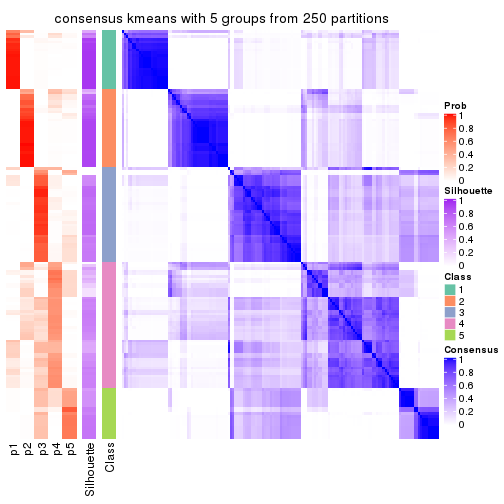 consensus kmeans with 5 groups from 250 partitions
Prob
1
0.8
0.6
0.4
0.2
0
Silhouette
1
0.8
0.6
0.4
0.2
0
Class
1
2
3
4
5
Consensus
1
0.8
0.6
0.4
0.2
0
p1
p2
p3
p4
p5
Silhouette
Class